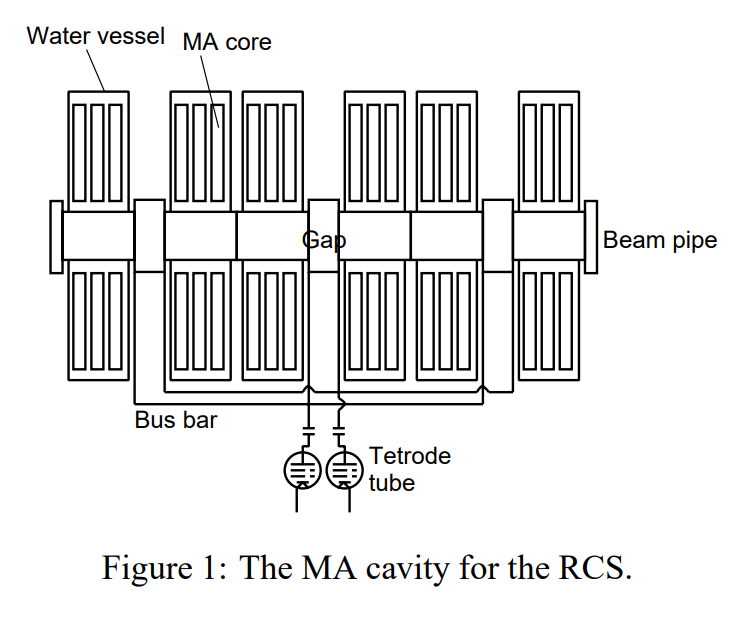 Water vessel
MA core
Gap
Beam pipe
Bus bar
Tetrode
tube
Figure 1: The MA cavity for the RCS.